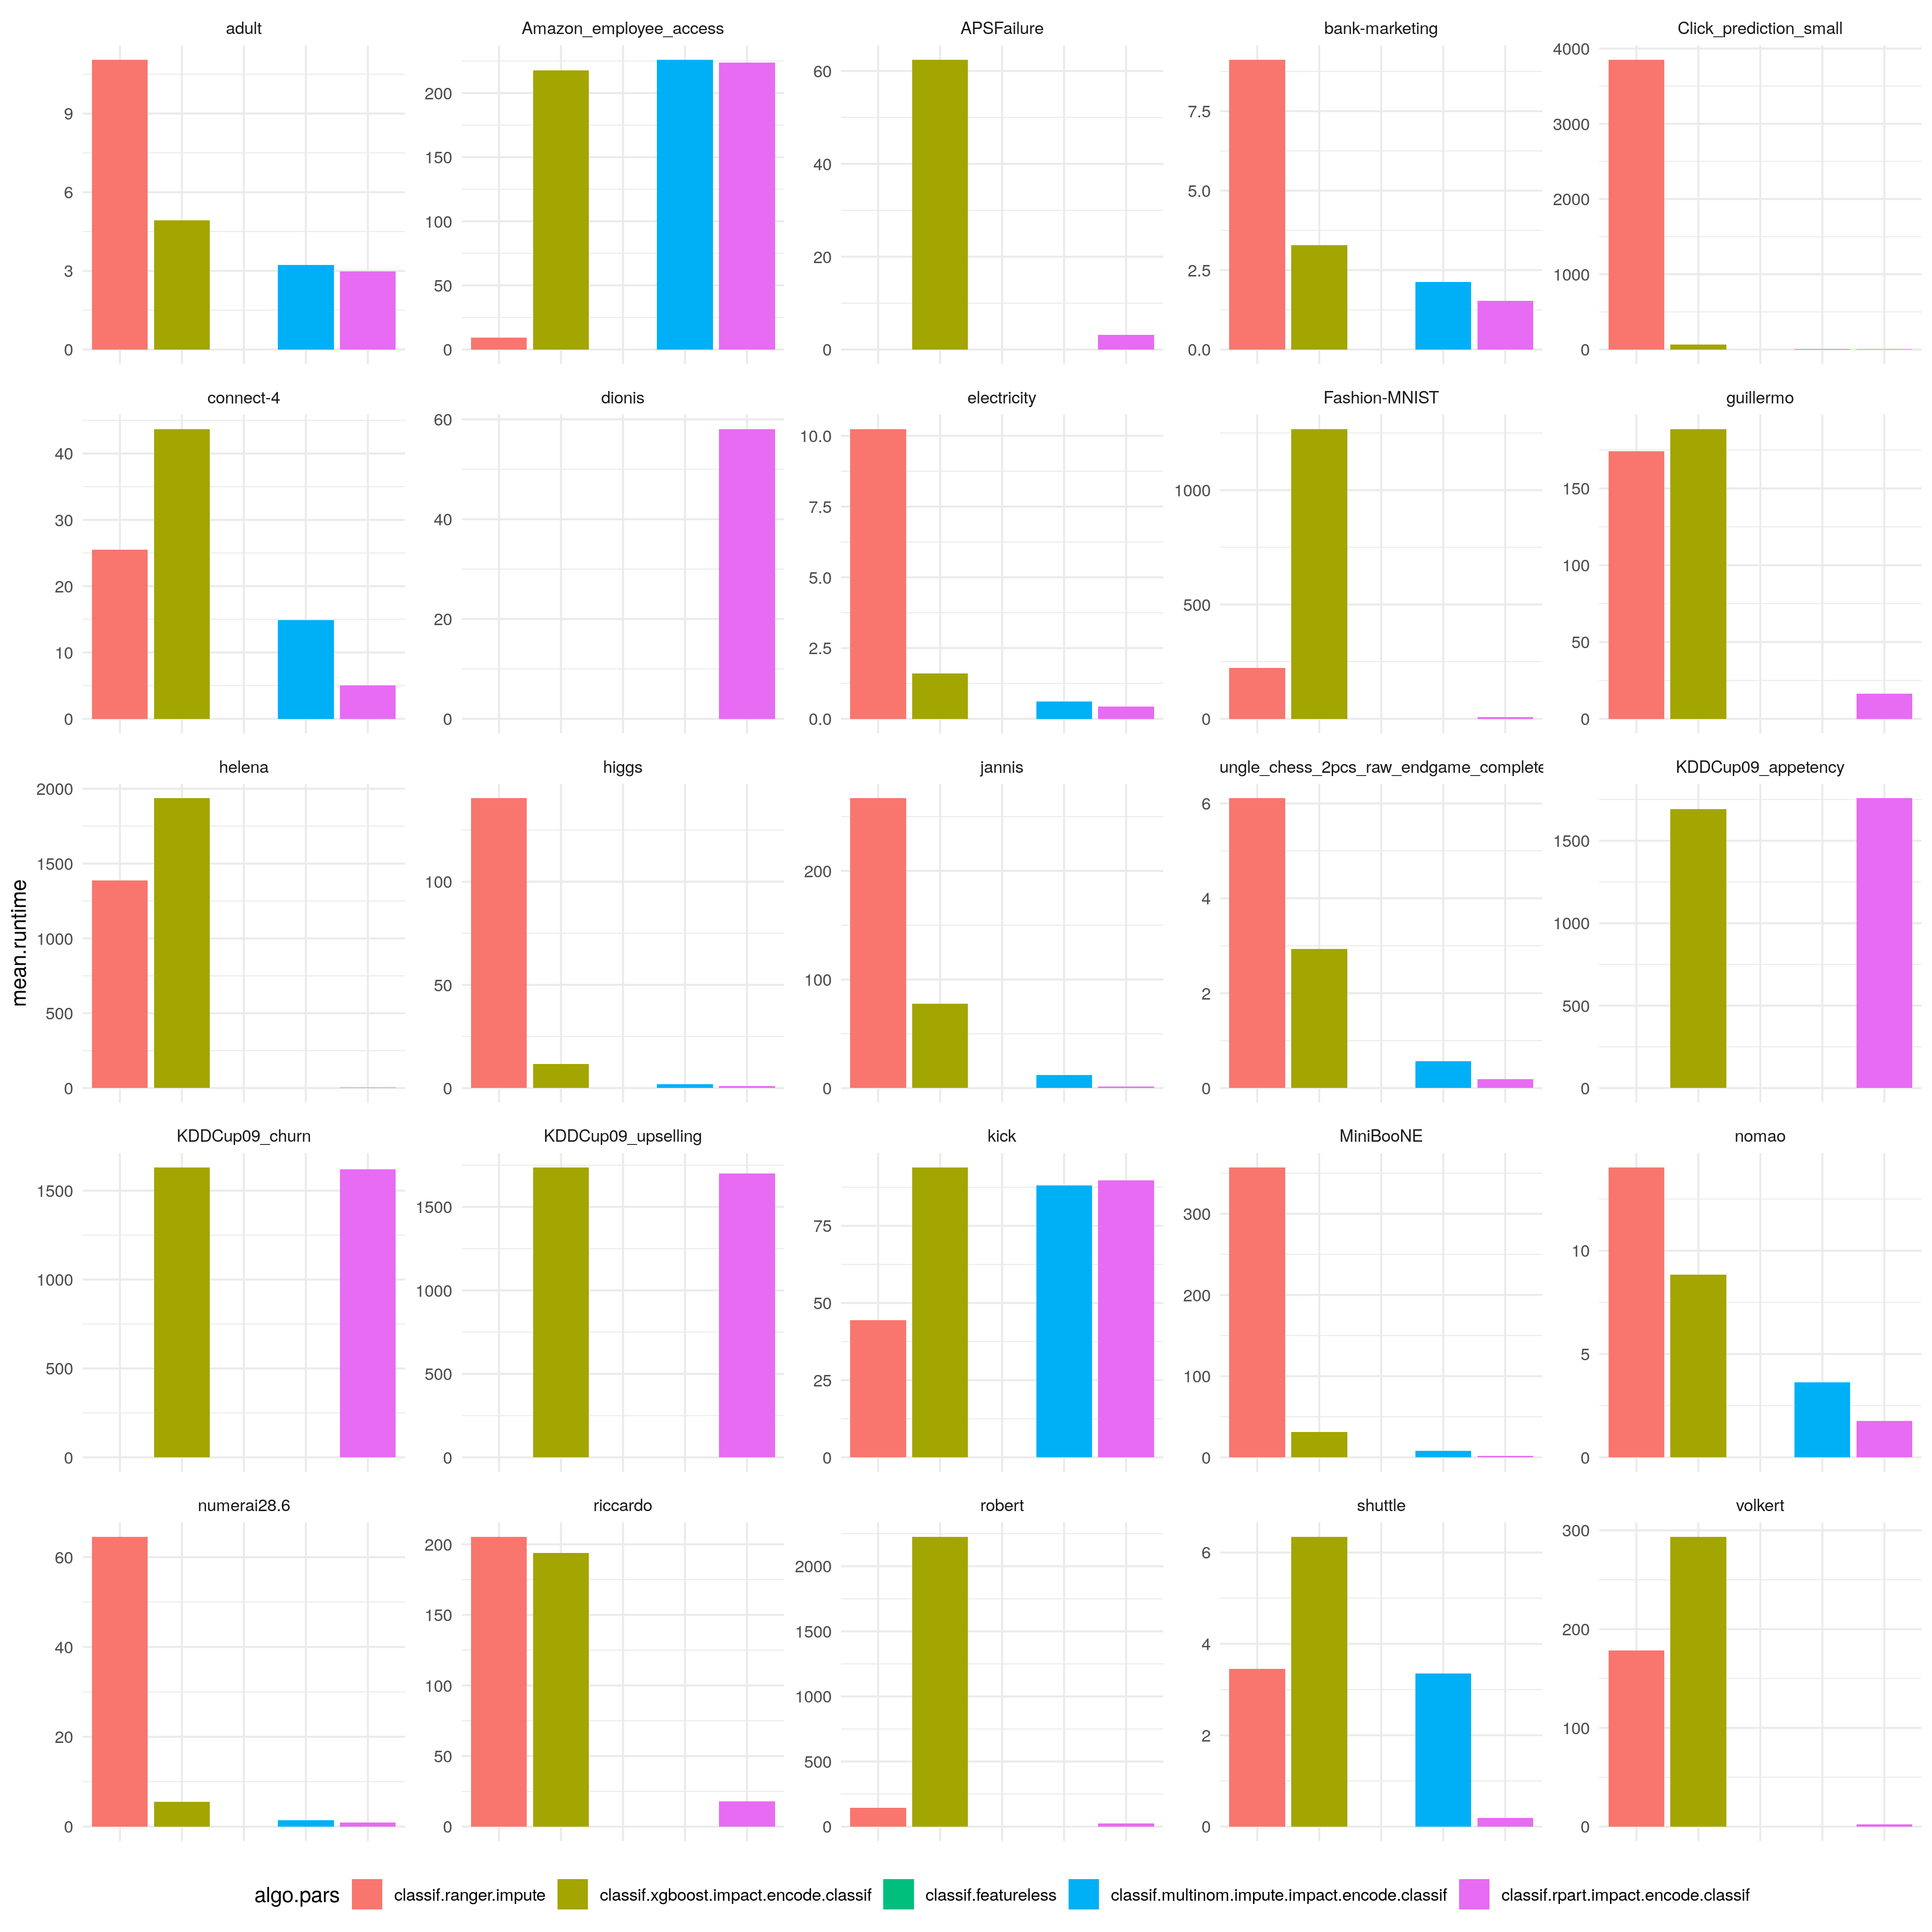 adult Amazon_employee_access APSFailure bank-marketing Click_prediction_small
9 6 3 0
200 150 100 50 0
60 40 20 0
7.5 5.0 2.5 0.0
4000 3000 2000 1000 0
connect-4 dionis electricity Fashion-MNIST guillermo
40 30 20 10 0
60 40 20 0
10.0 7.5 5.0 2.5 0.0
1000 500 0
150 100 50 0
mean.runtime
helena higgs jannis ungle_chess_2pcs_raw_endgame_complete KDDCup09_appetency
2000 1500 1000 500 0
100 50 0
200 100 0
6 4 2 0
1500 1000 500 0
KDDCup09_churn KDDCup09_upselling kick MiniBooNE nomao
1500 1000 500 0
1500 1000 500 0
75 50 25 0
300 200 100 0
10 5 0
numerai28.6 riccardo robert shuttle volkert
60 40 20 0
200 150 100 50 0
2000 1500 1000 500 0
6 4 2 0
300 200 100 0
algo.pars classif.ranger.impute classif.xgboost.impact.encode.classif classif.featureless classif.multinom.impute.impact.encode.classif classif.rpart.impact.encode.classif